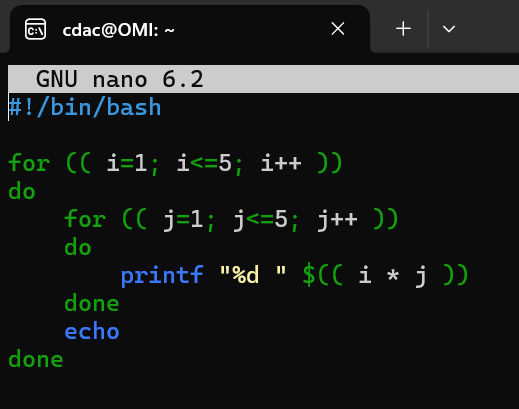 cdac@OMI: ~
GNU nano 6.2
#!/bin/bash

for (( i=1; i<=5; i++ ))
do
    for (( j=1; j<=5; j++ ))
    do
        printf "%d " $(( i * j ))
    done
    echo
done